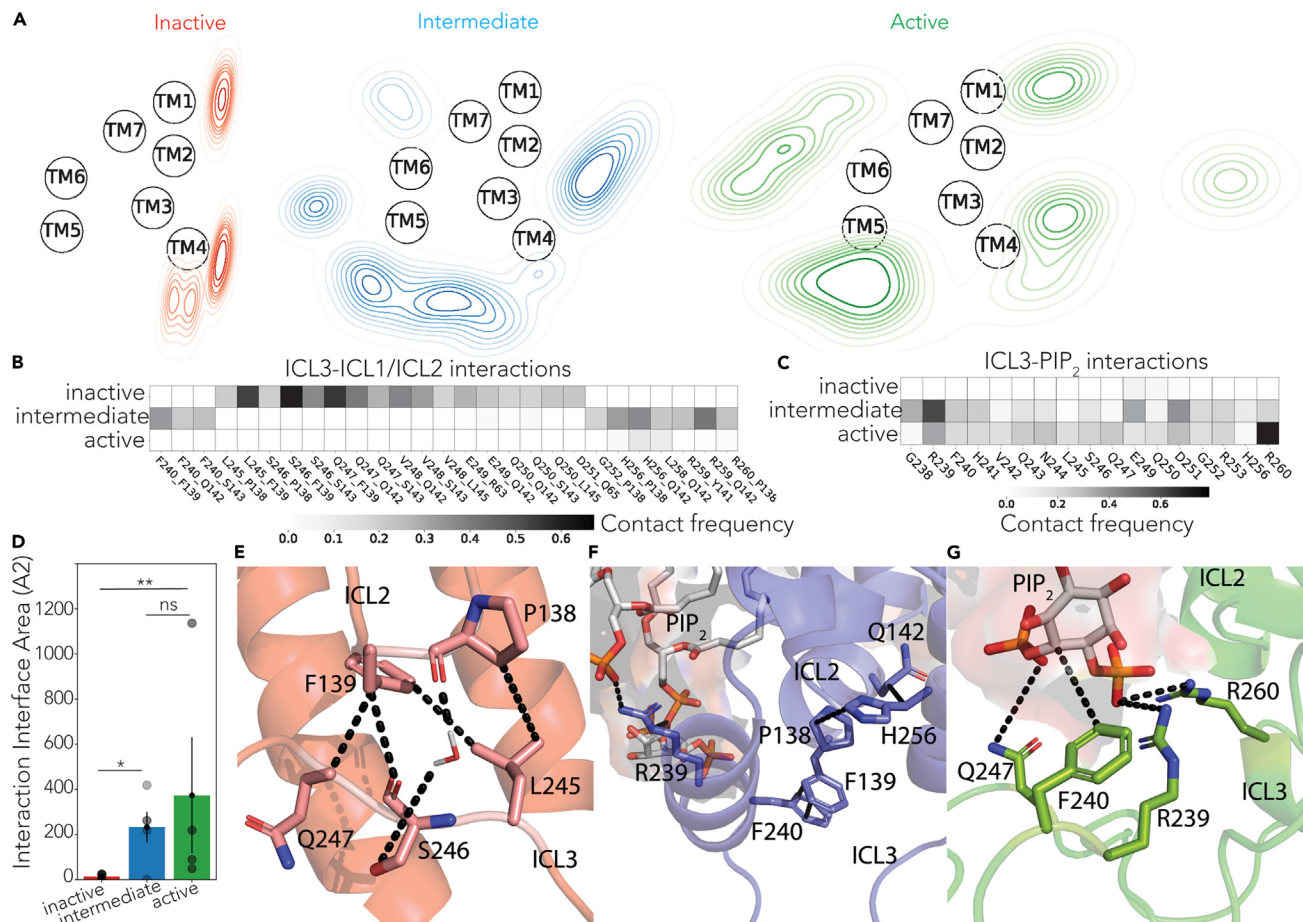 A
Inactive
Intermediate
Active
TM1
TM7
TM2
TM6
TM3
TM5
TM4
TM1
TM7
TM2
TM6
TM3
TM5
TM4
TM1
TM7
TM2
TM6
TM3
TM5
TM4
B
ICL3-ICL1/ICL2 interactions
inactive
intermediate
active
F240_F139
F240_Q142
F240_S143
L245_P138
L245_F139
S246_P138
S246_F139
S246_S143
Q247_F139
Q247_Q142
Q247_S143
V248_Q142
V248_S143
V248_L145
E249_R63
E249_Q142
Q250_Q142
Q250_S143
Q250_L145
D251_Q65
G252_P138
H256_P138
H256_Q142
L258_Q142
R259_Y141
R259_Q142
R260_P138
0.0 0.1 0.2 0.3 0.4 0.5 0.6
Contact frequency
C
ICL3-PIP2 interactions
inactive
intermediate
active
G238
R239
F240
H241
V242
Q243
N244
L245
S246
Q247
E249
Q250
D251
G252
R253
H256
R260
0.0 0.2 0.4 0.6
Contact frequency
D
Interaction Interface Area (A2)
1200
1000
800
600
400
200
0
**
ns
*
inactive
intermediate
active
E
ICL2
P138
F139
L245
Q247
S246
ICL3
F
PIP2
Q142
ICL2
P138
H256
R239
F139
F240
ICL3
G
PIP2
ICL2
R260
Q247
F240
R239
ICL3